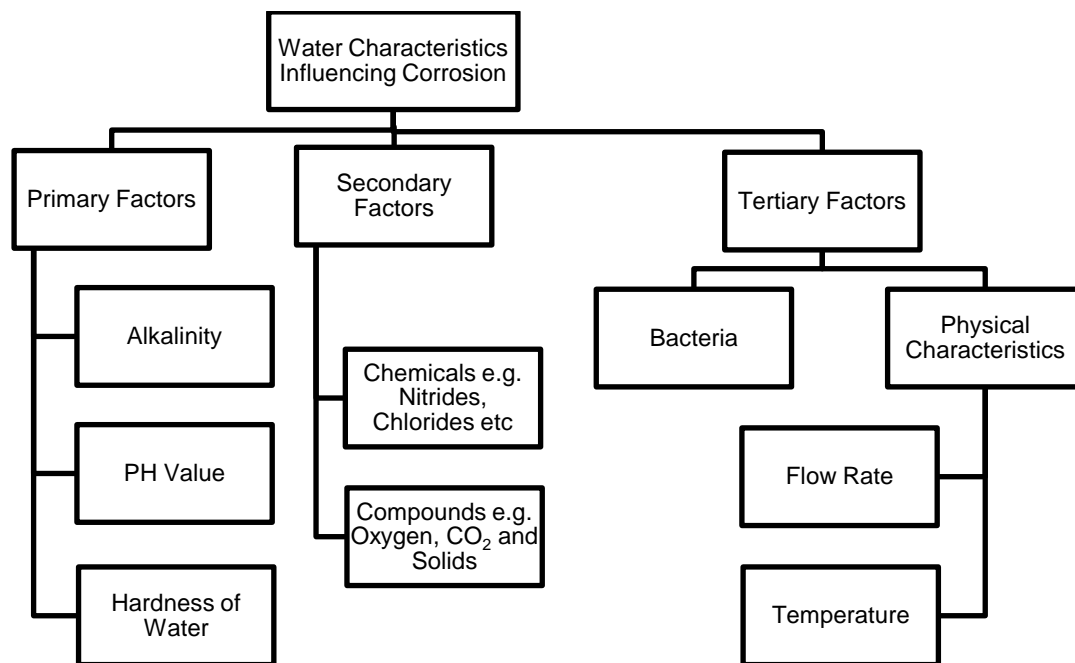 Water Characteristics
Influencing Corrosion
Primary Factors
Secondary
Factors
Tertiary Factors
Alkalinity
PH Value
Hardness of
Water
Chemicals e.g.
Nitrides,
Chlorides etc
Compounds e.g.
Oxygen, CO₂ and
Solids
Bacteria
Physical
Characteristics
Flow Rate
Temperature